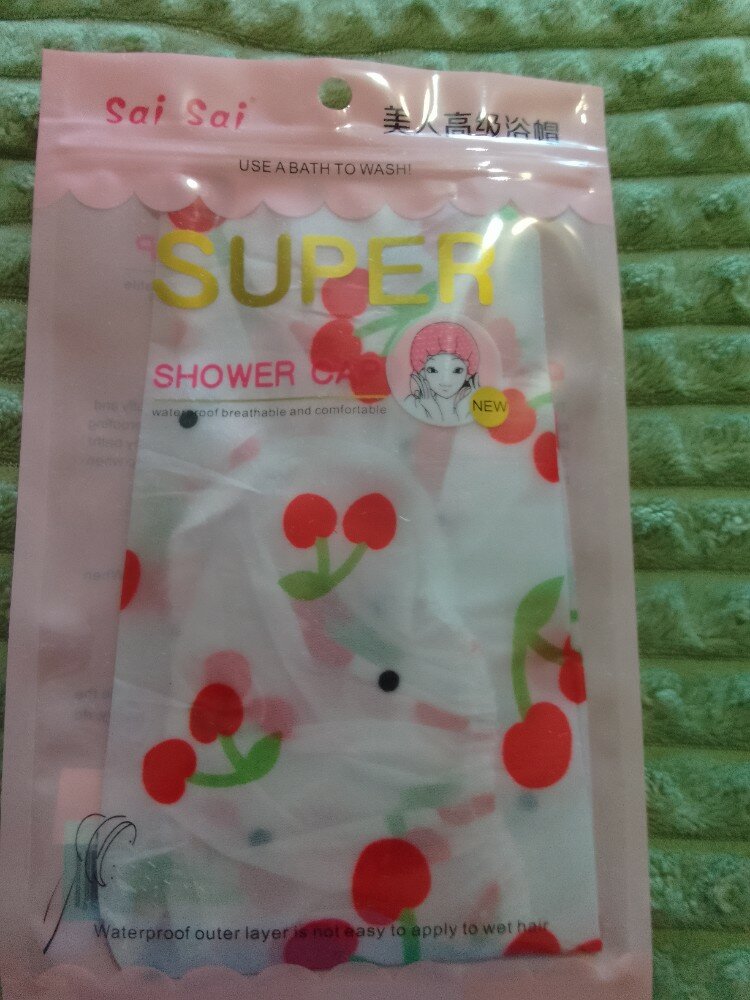 Sai Sai
美人高级浴帽
USE A BATH TO WASH!
SUPER
SHOWER CAP
waterproof breathable and comfortable
NEW
Waterproof outer layer is not easy to apply to wet hair